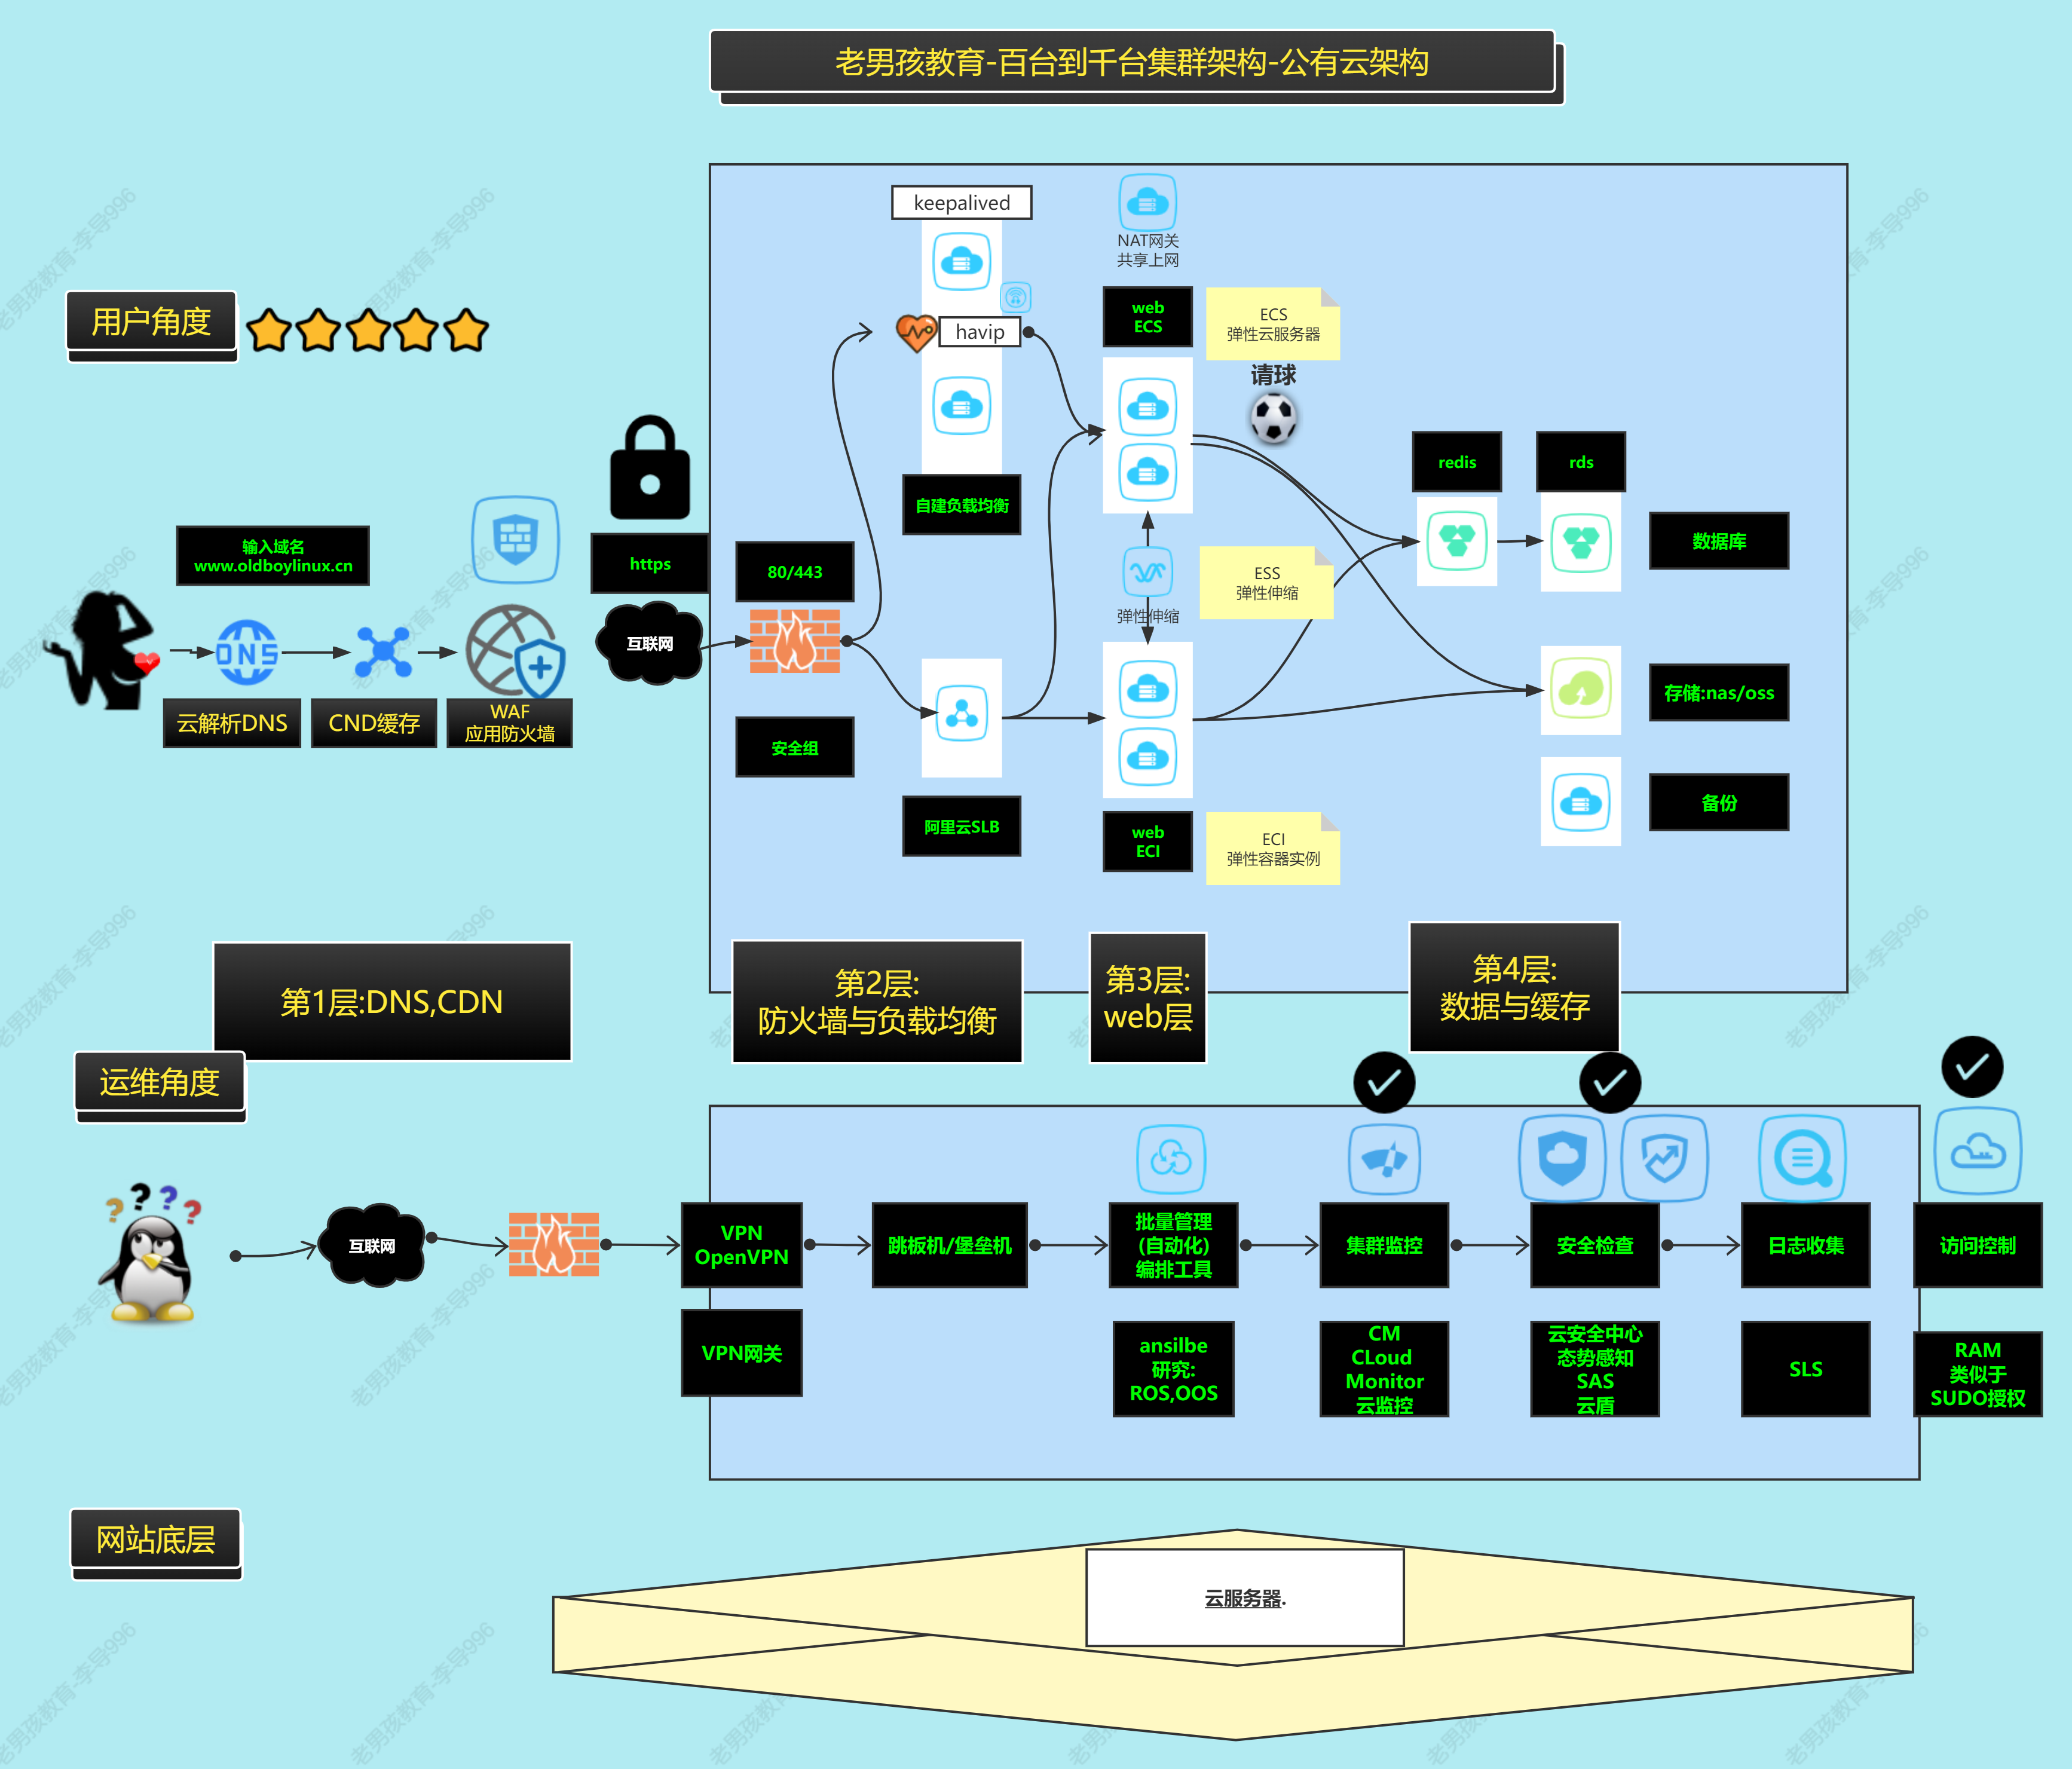 老男孩教育-百台到千台集群架构-公有云架构
用户角度
keepalived
havip
自建负载均衡
NAT网关
共享上网
web
ECS
ECS
弹性云服务器
请球
redis
rds
数据库
输入域名
www.oldboylinux.cn
https
80/443
互联网
DNS
云解析DNS
CND缓存
WAF
应用防火墙
安全组
阿里云SLB
弹性伸缩
ESS
弹性伸缩
存储:nas/oss
备份
web
ECI
ECI
弹性容器实例
第1层:DNS,CDN
第2层:
防火墙与负载均衡
第3层:
web层
第4层:
数据与缓存
运维角度
互联网
VPN
OpenVPN
跳板机/堡垒机
批量管理
(自动化)
编排工具
集群监控
安全检查
日志收集
访问控制
VPN网关
ansilbe
研究:
ROS,OOS
CM
CLoud
Monitor
云监控
云安全中心
态势感知
SAS
云盾
SLS
RAM
类似于
SUDO授权
网站底层
云服务器.
老男孩教育-李导996